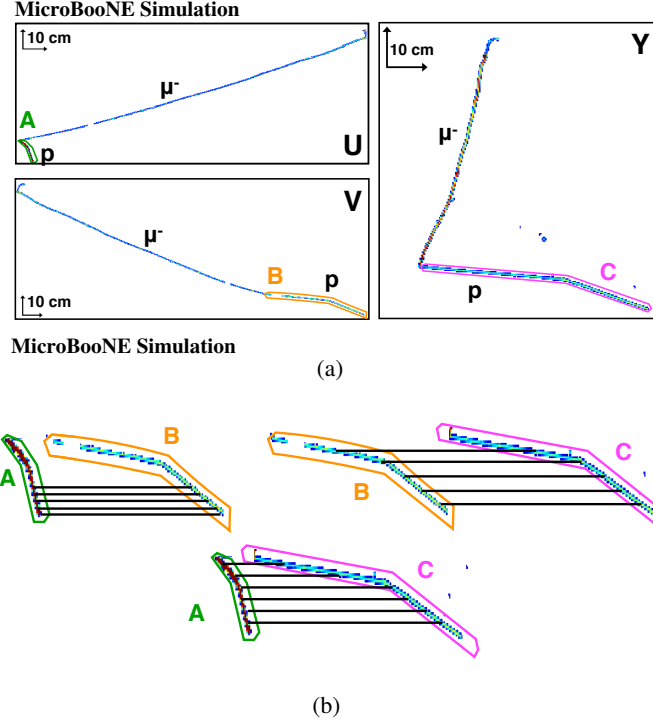 MicroBooNE Simulation
10 cm
μ-
A
p
U
10 cm
Y
μ-
C
p
V
μ-
B
p
10 cm
MicroBooNE Simulation
(a)
A
B
B
C
A
C
(b)